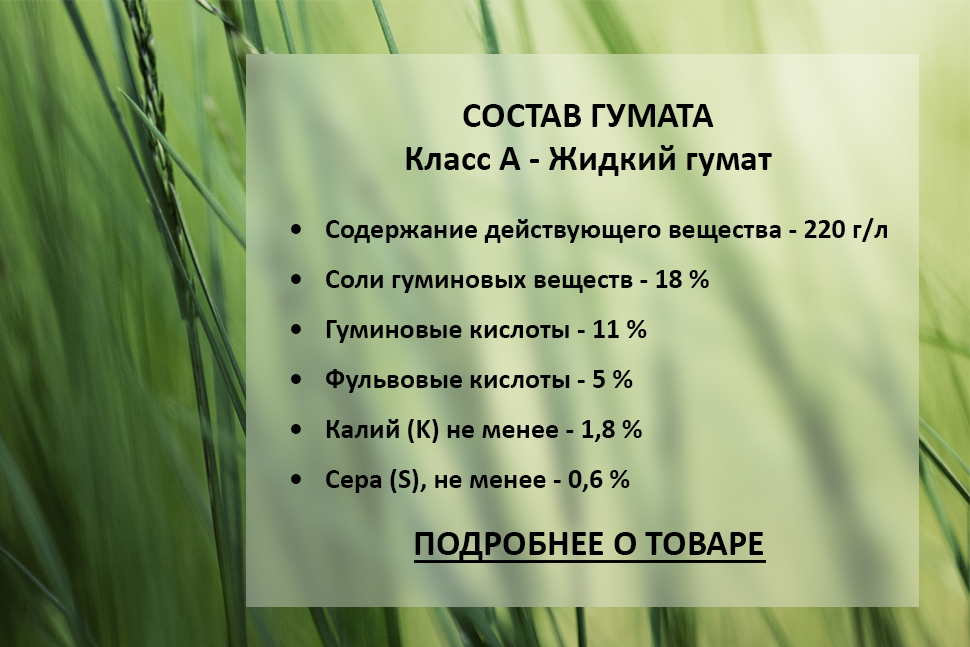 СОСТАВ ГУМАТА
Класс А - Жидкий гумат
• Содержание действующего вещества - 220 г/л
• Соли гуминовых веществ - 18 %
• Гуминовые кислоты - 11 %
• Фульвовые кислоты - 5 %
• Калий (К) не менее - 1,8 %
• Сера (S), не менее - 0,6 %
ПОДРОБНЕЕ О ТОВАРЕ